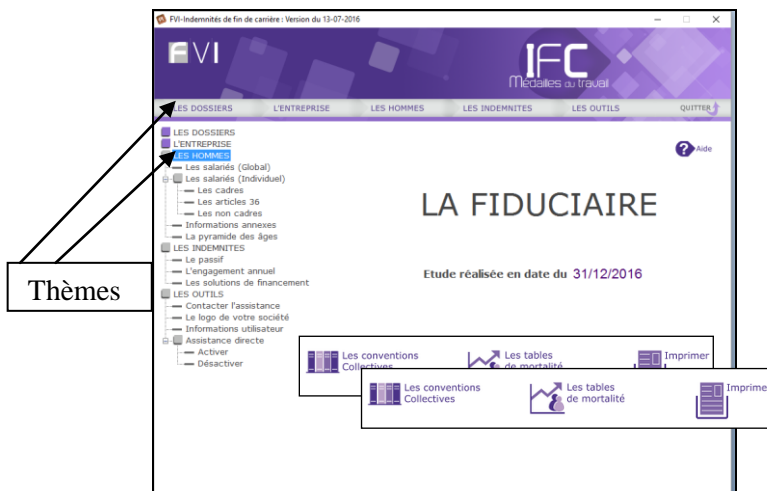 FVI-Indemnités de fin de carrière : Version du 13-07-2016
FVI
IFC
Médailles du travail
LES DOSSIERS L'ENTREPRISE LES HOMMES LES INDEMNITES LES OUTILS QUITTER
LES DOSSIERS
L'ENTREPRISE
LES HOMMES
Les salariés (Global)
Les salariés (Individuel)
Les cadres
Les articles 36
Les non cadres
Informations annexes
La pyramide des âges
LES INDEMNITES
Le passif
L'engagement annuel
Les solutions de financement
LES OUTILS
Contacter l'assistance
Le logo de votre société
Informations utilisateur
Assistance directe
Activer
Désactiver
Aide
LA FIDUCIAIRE
Etude réalisée en date du 31/12/2016
Thèmes
Les conventions
Collectives
Les tables
de mortalité
Imprimer
Les conventions
Collectives
Les tables
de mortalité
Imprime